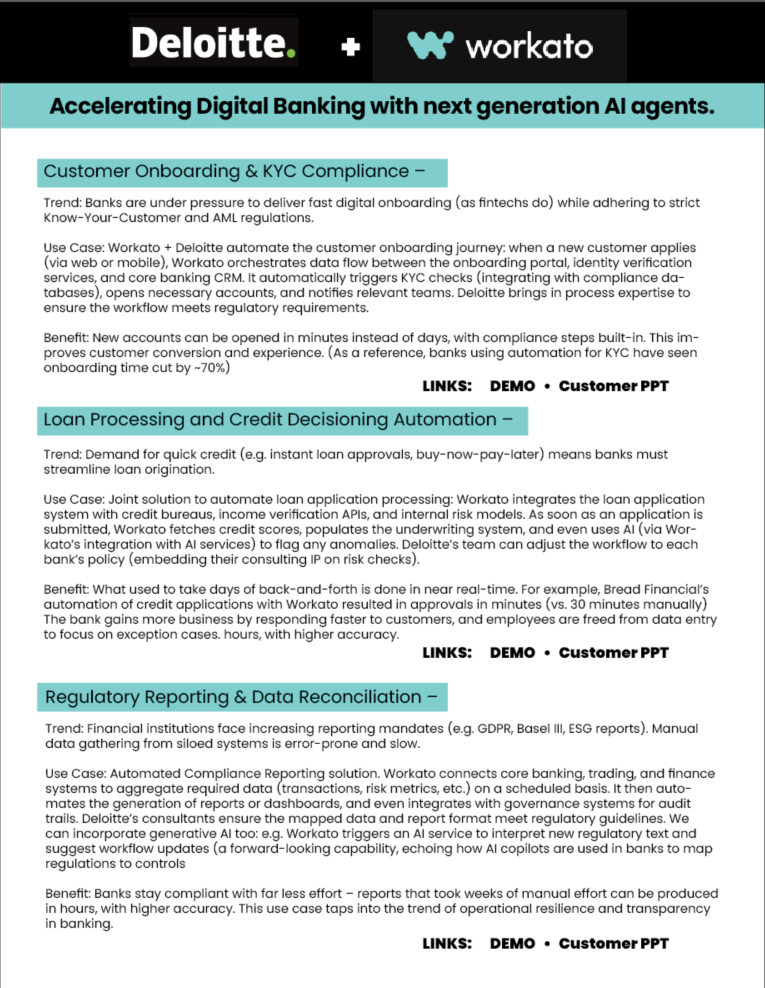 Deloitte. + workato
Accelerating Digital Banking with next generation AI agents.
Customer Onboarding & KYC Compliance –
Trend: Banks are under pressure to deliver fast digital onboarding (as fintechs do) while adhering to strict
Know-Your-Customer and AML regulations.
Use Case: Workato + Deloitte automate the customer onboarding journey: when a new customer applies
(via web or mobile), Workato orchestrates data flow between the onboarding portal, identity verification
services, and core banking CRM. It automatically triggers KYC checks (integrating with compliance da-
tabases), opens necessary accounts, and notifies relevant teams. Deloitte brings in process expertise to
ensure the workflow meets regulatory requirements.
Benefit: New accounts can be opened in minutes instead of days, with compliance steps built-in. This im-
proves customer conversion and experience. (As a reference, banks using automation for KYC have seen
onboarding time cut by ~70%)
LINKS: DEMO • Customer PPT
Loan Processing and Credit Decisioning Automation –
Trend: Demand for quick credit (e.g. instant loan approvals, buy-now-pay-later) means banks must
streamline loan origination.
Use Case: Joint solution to automate loan application processing: Workato integrates the loan application
system with credit bureaus, income verification APIs, and internal risk models. As soon as an application is
submitted, Workato fetches credit scores, populates the underwriting system, and even uses AI (via Wor-
kato's integration with AI services) to flag any anomalies. Deloitte's team can adjust the workflow to each
bank's policy (embedding their consulting IP on risk checks).
Benefit: What used to take days of back-and-forth is done in near real-time. For example, Bread Financial's
automation of credit applications with Workato resulted in approvals in minutes (vs. 30 minutes manually)
The bank gains more business by responding faster to customers, and employees are freed from data entry
to focus on exception cases. hours, with higher accuracy.
LINKS: DEMO • Customer PPT
Regulatory Reporting & Data Reconciliation –
Trend: Financial institutions face increasing reporting mandates (e.g. GDPR, Basel III, ESG reports). Manual
data gathering from siloed systems is error-prone and slow.
Use Case: Automated Compliance Reporting solution. Workato connects core banking, trading, and finance
systems to aggregate required data (transactions, risk metrics, etc.) on a scheduled basis. It then auto-
mates the generation of reports or dashboards, and even integrates with governance systems for audit
trails. Deloitte's consultants ensure the mapped data and report format meet regulatory guidelines. We
can incorporate generative AI too: e.g. Workato triggers an AI service to interpret new regulatory text and
suggest workflow updates (a forward-looking capability, echoing how AI copilots are used in banks to map
regulations to controls
Benefit: Banks stay compliant with far less effort – reports that took weeks of manual effort can be produced
in hours, with higher accuracy. This use case taps into the trend of operational resilience and transparency
in banking.
LINKS: DEMO • Customer PPT